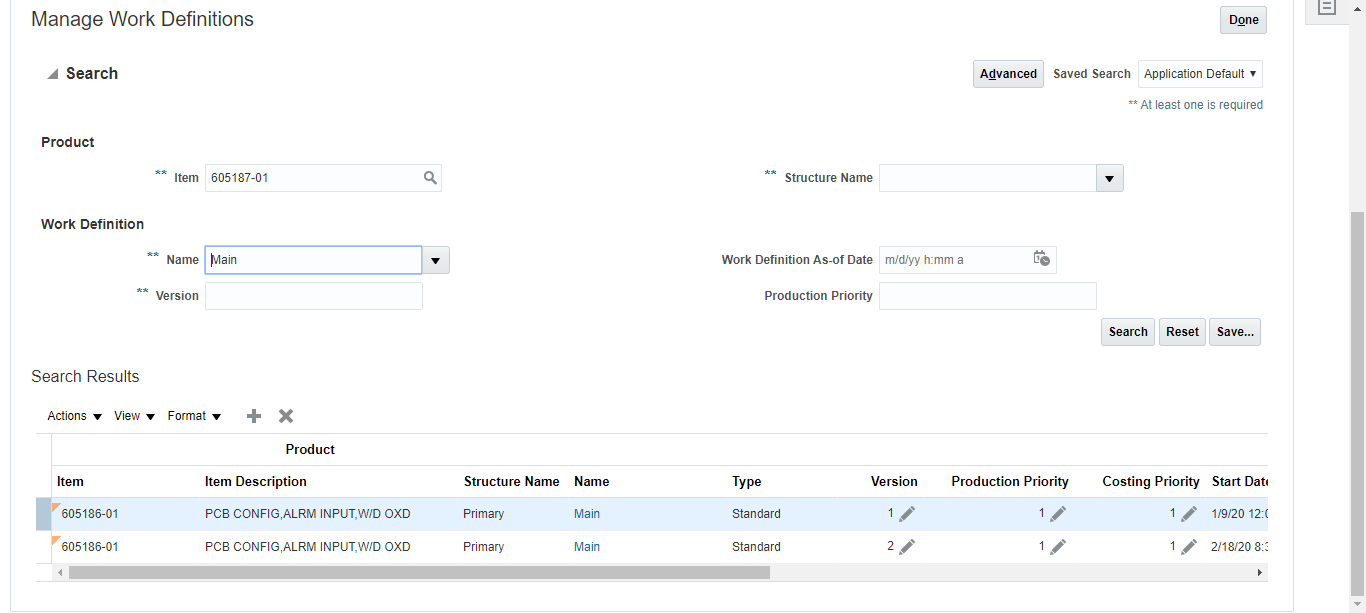 Manage Work Definitions
Done
Search
Advanced Saved Search Application Default
** At least one is required
Product
** Item 605187-01 ** Structure Name
Work Definition
** Name Main Work Definition As-of Date m/d/yy h:mm a
** Version Production Priority
Search Reset Save...
Search Results
Actions View Format
Product
Item Item Description Structure Name Name Type Version Production Priority Costing Priority Start Date
605186-01 PCB CONFIG,ALRM INPUT,W/D OXD Primary Main Standard 1 1 1 1/9/20 12:0
605186-01 PCB CONFIG,ALRM INPUT,W/D OXD Primary Main Standard 2 1 1 2/18/20 8:3